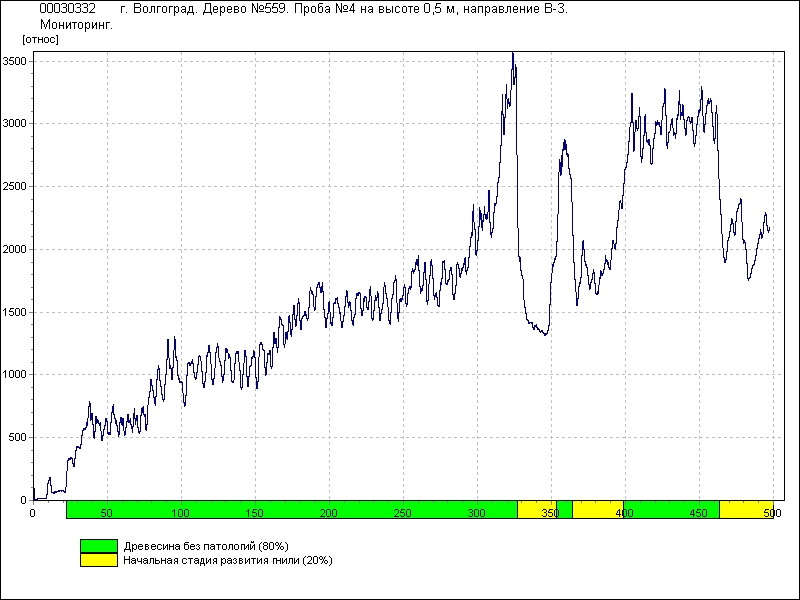 00030332 г. Волгоград. Дерево №559. Проба №4 на высоте 0,5 м, направление В-З.
Мониторинг.
[относ]
3500
3000
2500
2000
1500
1000
500
0
0 50 100 150 200 250 300 350 400 450 500
Древесина без патологий (80%)
Начальная стадия развития гнили (20%)